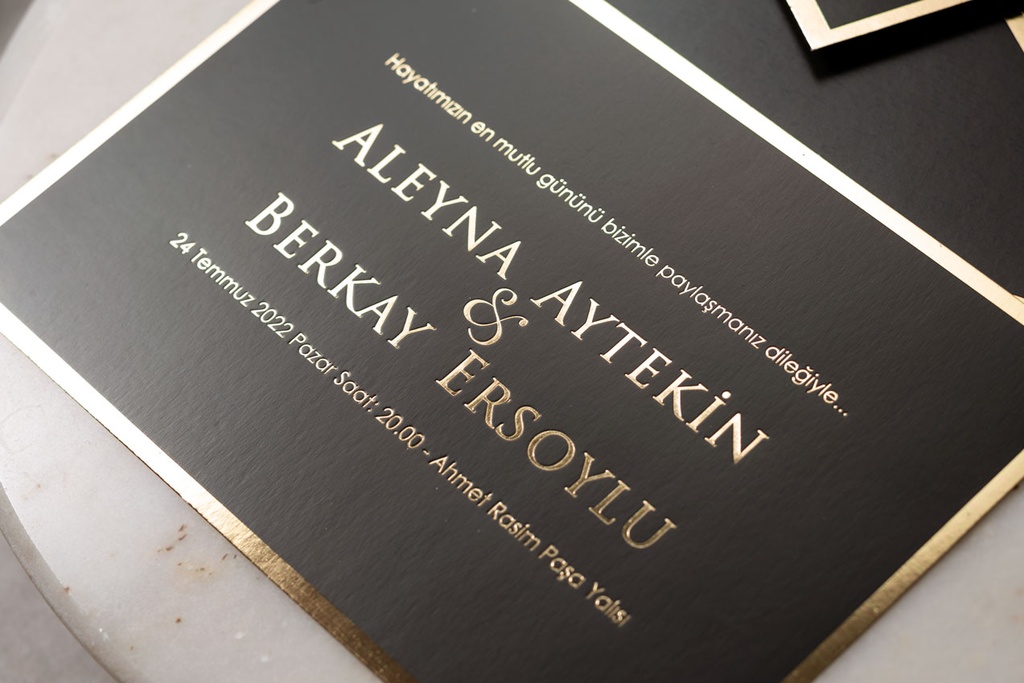 Hayatımızın en mutlu gününü bizimle paylaşmanız dileğiyle...
ALEYNA AYTEKİN
&
BERKAY ERSOYLU
24 Temmuz 2022 Pazar Saat: 20.00 - Ahmet Rasim Paşa Yalısı